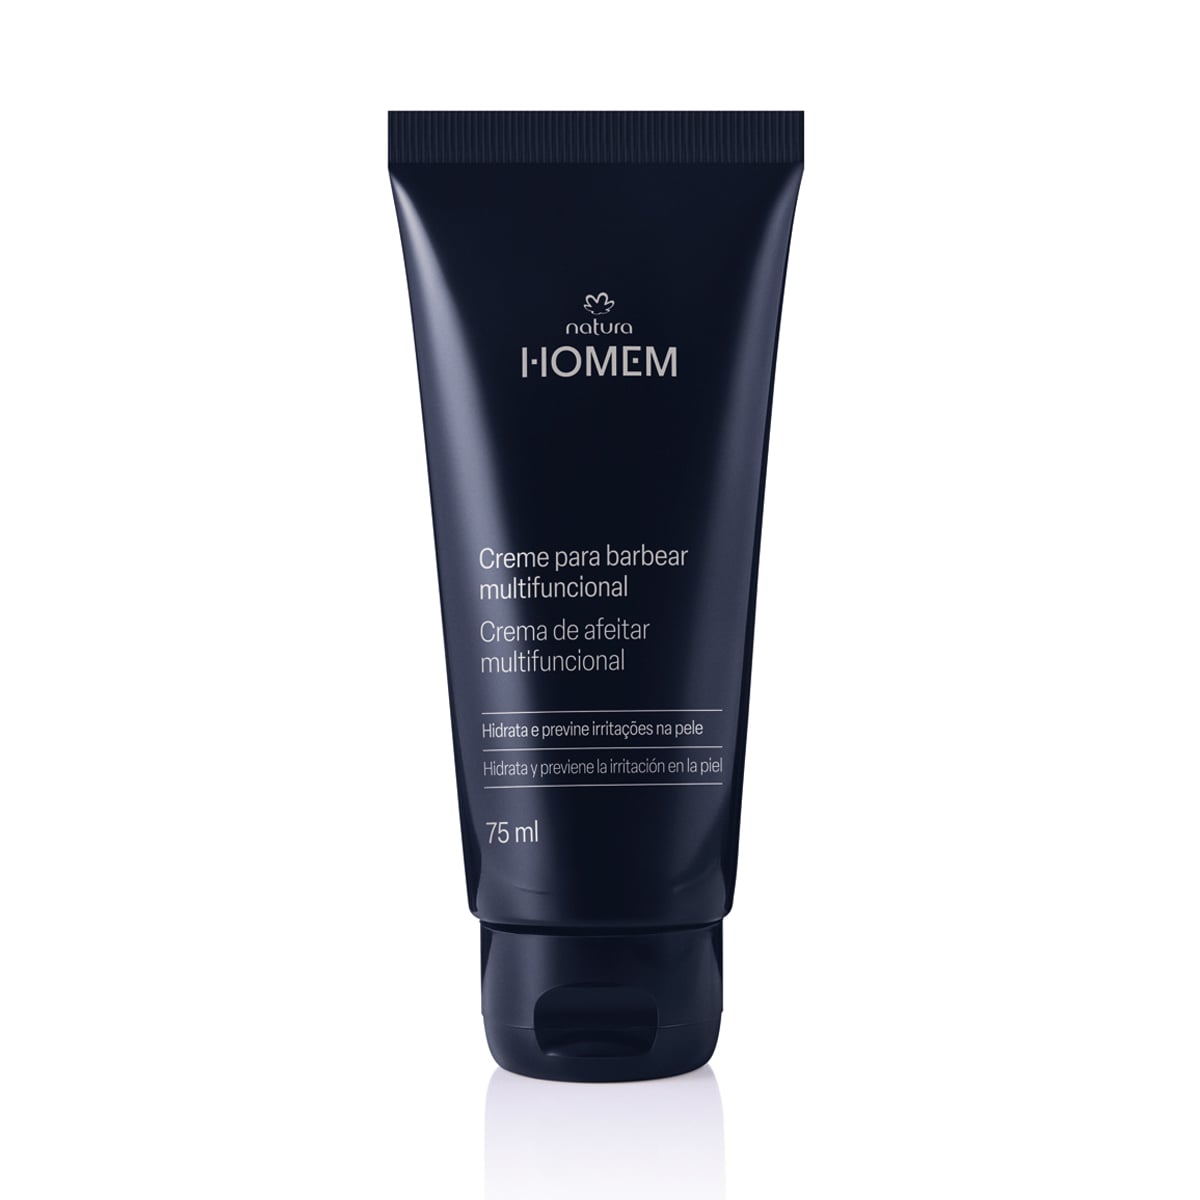 natura
HOMEM
Creme para barbear
multifuncional
Crema de afeitar
multifuncional
Hidrata e previne irritações na pele
Hidrata y previene la irritación en la piel
75 ml